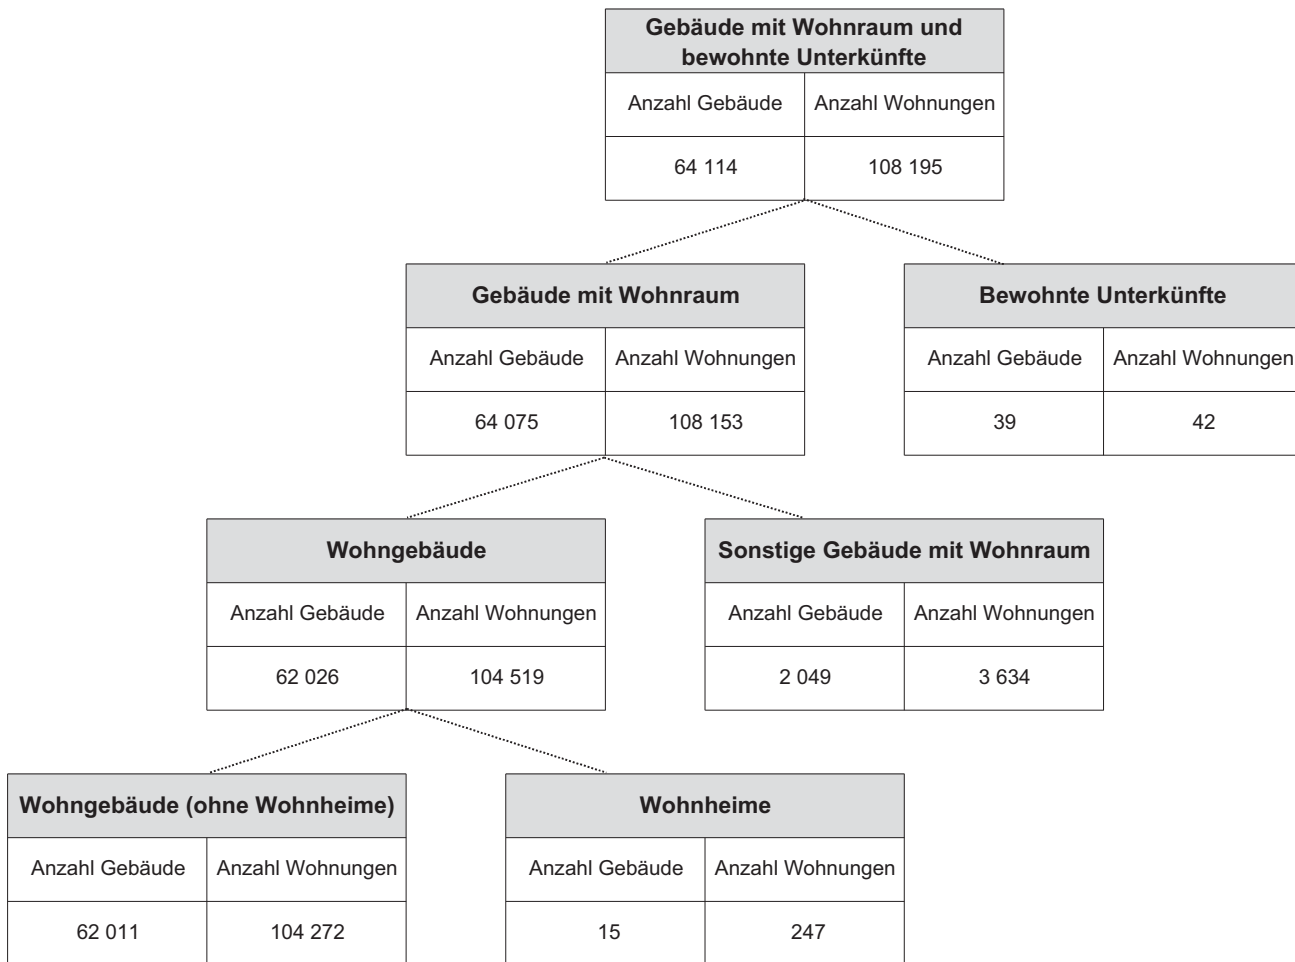 Gebäude mit Wohnraum und
bewohnte Unterkünfte
Anzahl Gebäude Anzahl Wohnungen
64 114 108 195
Gebäude mit Wohnraum
Anzahl Gebäude Anzahl Wohnungen
64 075 108 153
Bewohnte Unterkünfte
Anzahl Gebäude Anzahl Wohnungen
39 42
Wohngebäude
Anzahl Gebäude Anzahl Wohnungen
62 026 104 519
Sonstige Gebäude mit Wohnraum
Anzahl Gebäude Anzahl Wohnungen
2 049 3 634
Wohngebäude (ohne Wohnheime)
Anzahl Gebäude Anzahl Wohnungen
62 011 104 272
Wohnheime
Anzahl Gebäude Anzahl Wohnungen
15 247